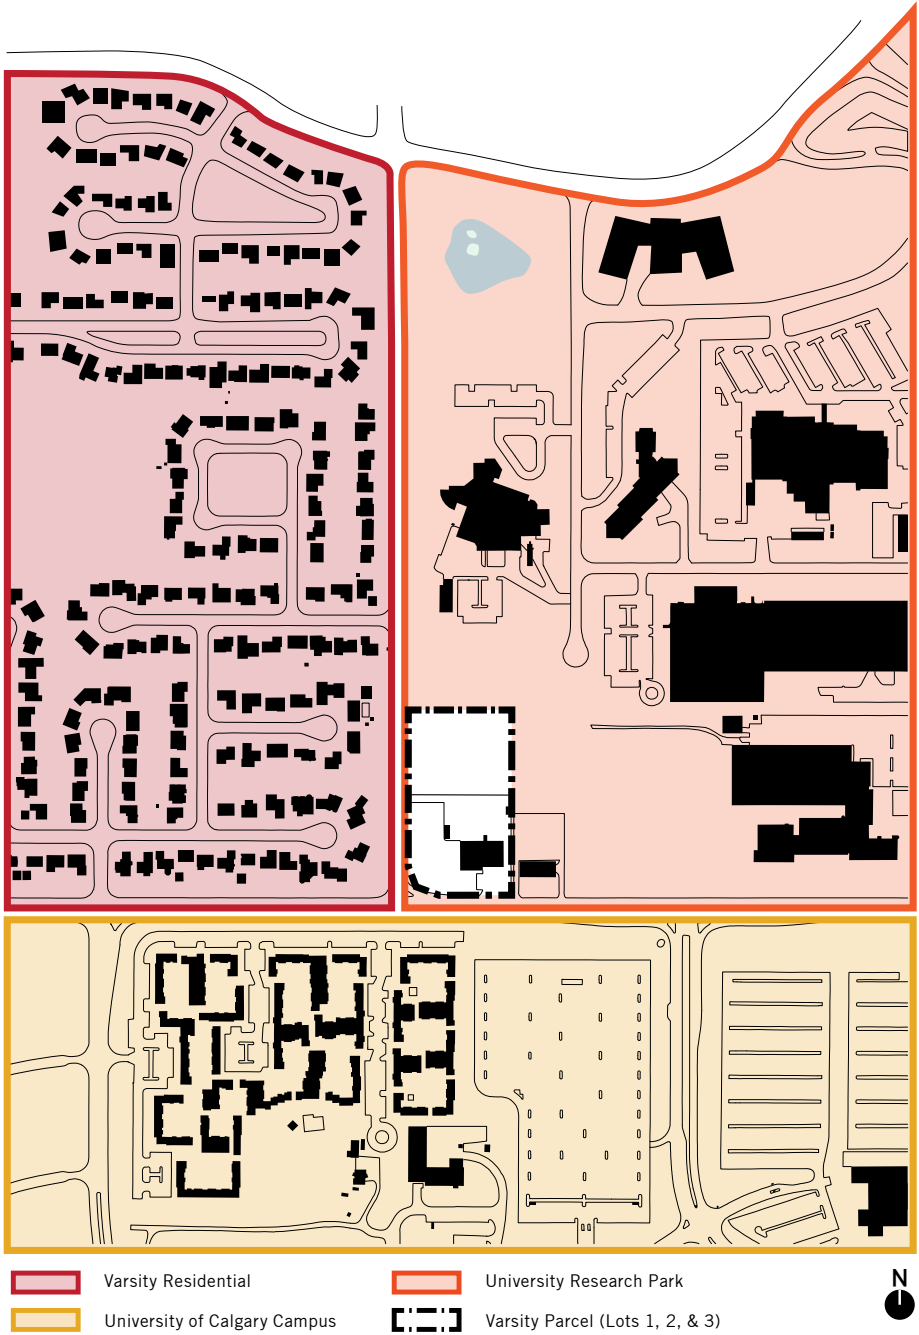 Varsity Residential
University Research Park
N
University of Calgary Campus
Varsity Parcel (Lots 1, 2, & 3)